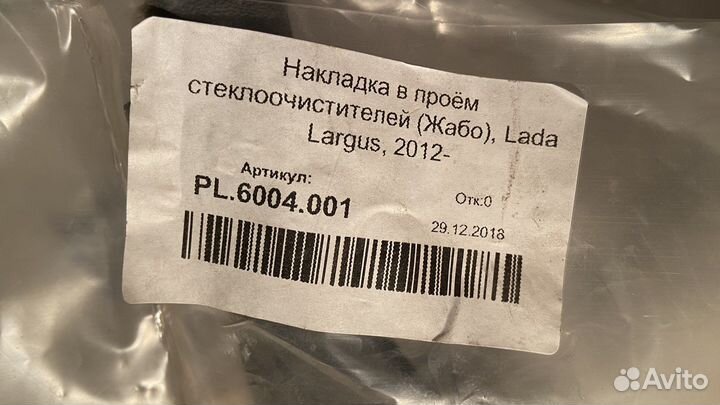 Накладка в проём
стеклоочистителей (Жабо), Lada
Largus, 2012-
Артикул:
PL.6004.001
Отк:0
29.12.2018
Avito